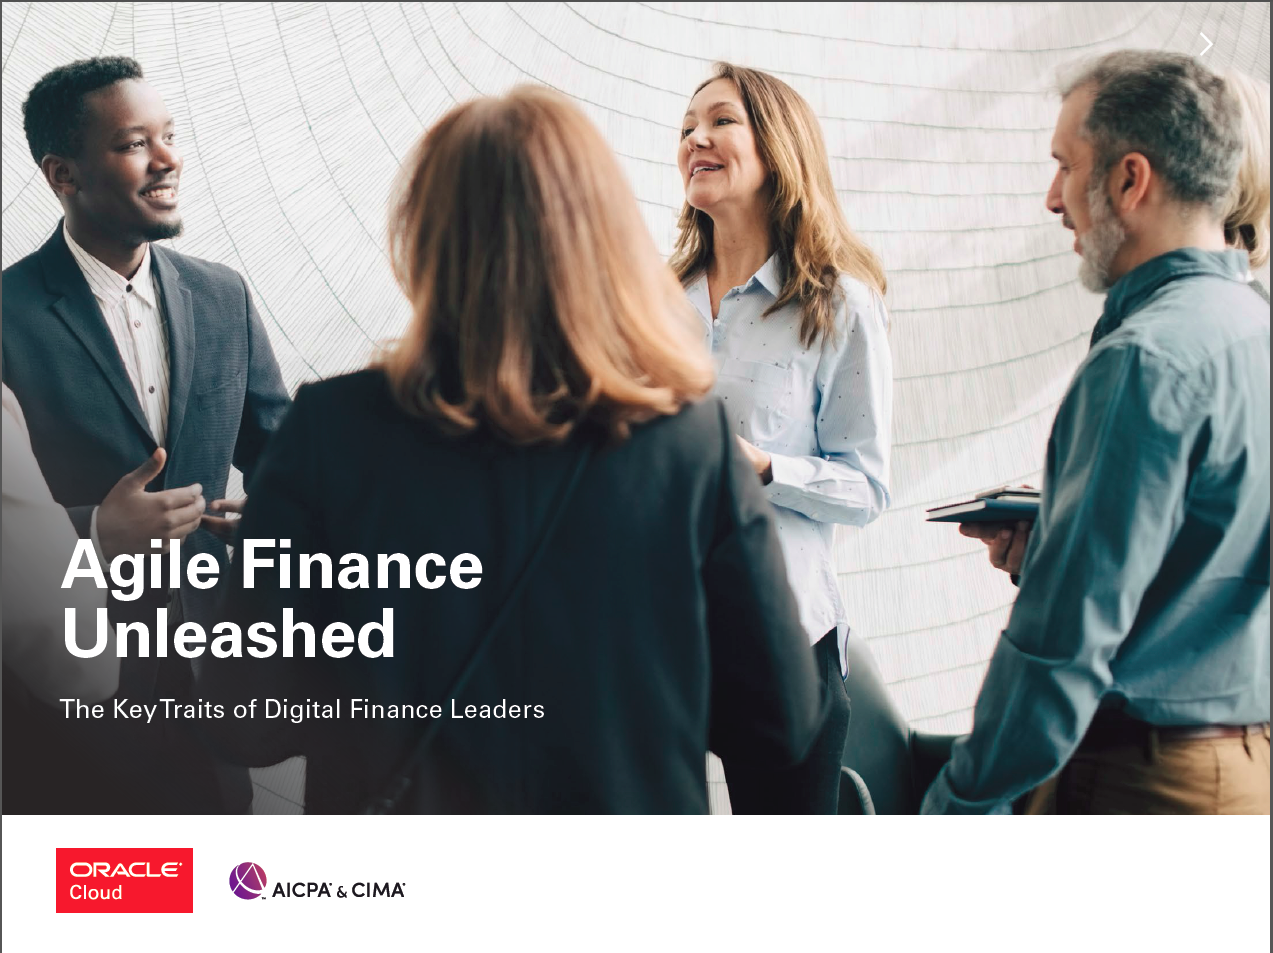 Agile Finance
Unleashed
The Key Traits of Digital Finance Leaders
ORACLE
Cloud
AICPA & CIMA